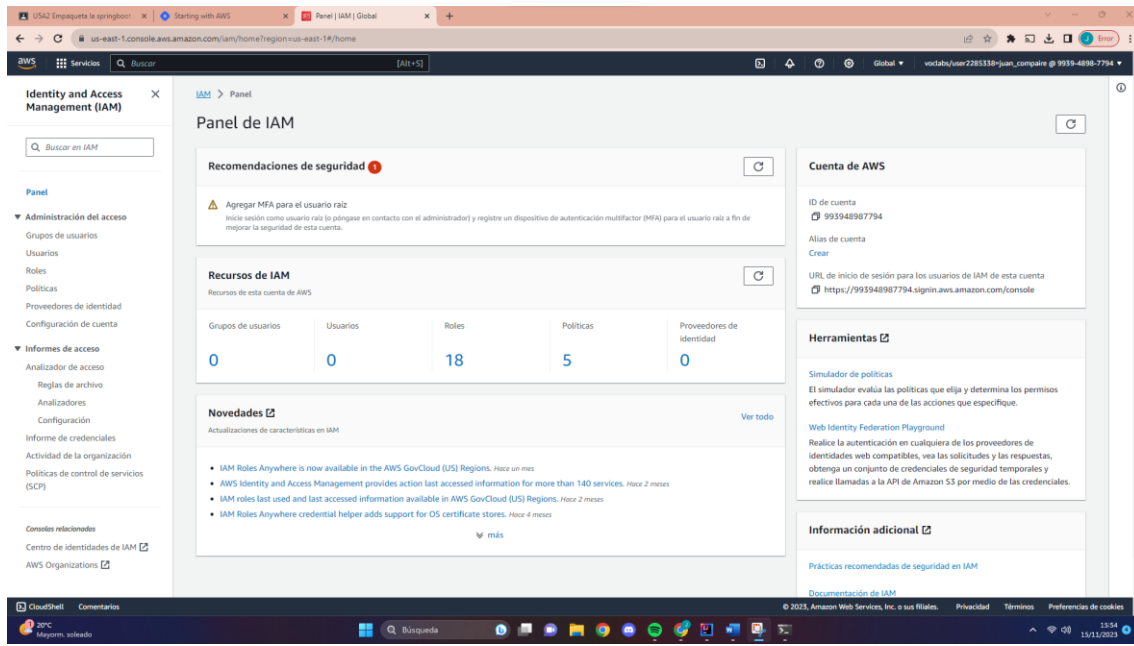 U5A2 Empaqueta la springboot
Starting with AWS
Panel | IAM | Global
us-east-1.console.aws.amazon.com/iam/home?region=us-east-1#/home
Error
aws
Servicios
Buscar
[Alt+S]
Global
voclabs/user2285338=juan_compaire @ 9939-4898-7794
Identity and Access
Management (IAM)
Buscar en IAM
Panel
Administración del acceso
Grupos de usuarios
Usuarios
Roles
Políticas
Proveedores de identidad
Configuración de cuenta
Informes de acceso
Analizador de acceso
Reglas de archivo
Analizadores
Configuración
Informe de credenciales
Actividad de la organización
Políticas de control de servicios
(SCP)
Consolas relacionadas
Centro de identidades de IAM
AWS Organizations
IAM > Panel
Panel de IAM
Recomendaciones de seguridad 1
Agregar MFA para el usuario raíz
Inicie sesión como usuario raíz (o póngase en contacto con el administrador) y registre un dispositivo de autenticación multifactor (MFA) para el usuario raíz a fin de
mejorar la seguridad de esta cuenta.
Recursos de IAM
Recursos de esta cuenta de AWS
Grupos de usuarios
0
Usuarios
0
Roles
18
Políticas
5
Proveedores de
identidad
0
Novedades
Ver todo
Actualizaciones de características en IAM
IAM Roles Anywhere is now available in the AWS GovCloud (US) Regions. Hace un mes
AWS Identity and Access Management provides action last accessed information for more than 140 services. Hace 2 meses
IAM roles last used and last accessed information available in AWS GovCloud (US) Regions. Hace 2 meses
IAM Roles Anywhere credential helper adds support for OS certificate stores. Hace 4 meses
más
Cuenta de AWS
ID de cuenta
993948987794
Alias de cuenta
Crear
URL de inicio de sesión para los usuarios de IAM de esta cuenta
https://993948987794.signin.aws.amazon.com/console
Herramientas
Simulador de políticas
El simulador evalúa las políticas que elija y determina los permisos
efectivos para cada una de las acciones que especifique.
Web Identity Federation Playground
Realice la autenticación en cualquiera de los proveedores de
identidades web compatibles, vea las solicitudes y las respuestas,
obtenga un conjunto de credenciales de seguridad temporales y
realice llamadas a la API de Amazon S3 por medio de las credenciales.
Información adicional
Prácticas recomendadas de seguridad en IAM
Documentación de IAM
CloudShell
Comentarios
© 2023, Amazon Web Services, Inc. o sus filiales.
Privacidad
Términos
Preferencias de cookies
20°C
Mayorm. soleado
Búsqueda
15:54
15/11/2023